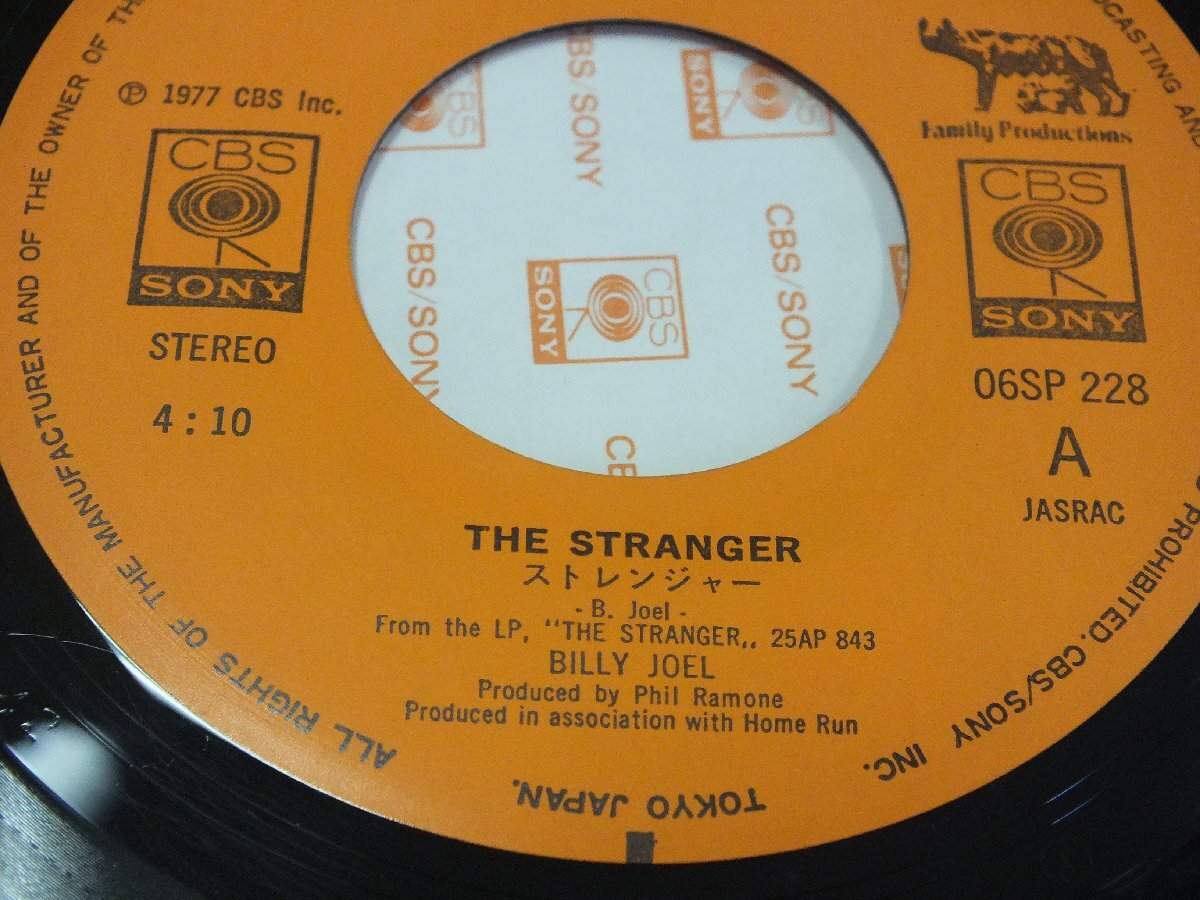 ℗ 1977 CBS Inc.
CBS
SONY
STEREO
4 : 10
Family Productions
CBS
SONY
06SP 228
A
JASRAC
THE STRANGER
ストレンジャー
- B. Joel -
From the LP, “THE STRANGER„ 25AP 843
BILLY JOEL
Produced by Phil Ramone
Produced in association with Home Run
ALL RIGHTS OF THE MANUFACTURER AND OF THE OWNER OF THE
PROHIBITED. CBS/SONY INC.
TOKYO JAPAN.
CBS
SONY
CBS/SONY
CBS
SONY
CBS/SONY
CBS
SONY
CBS/SONY